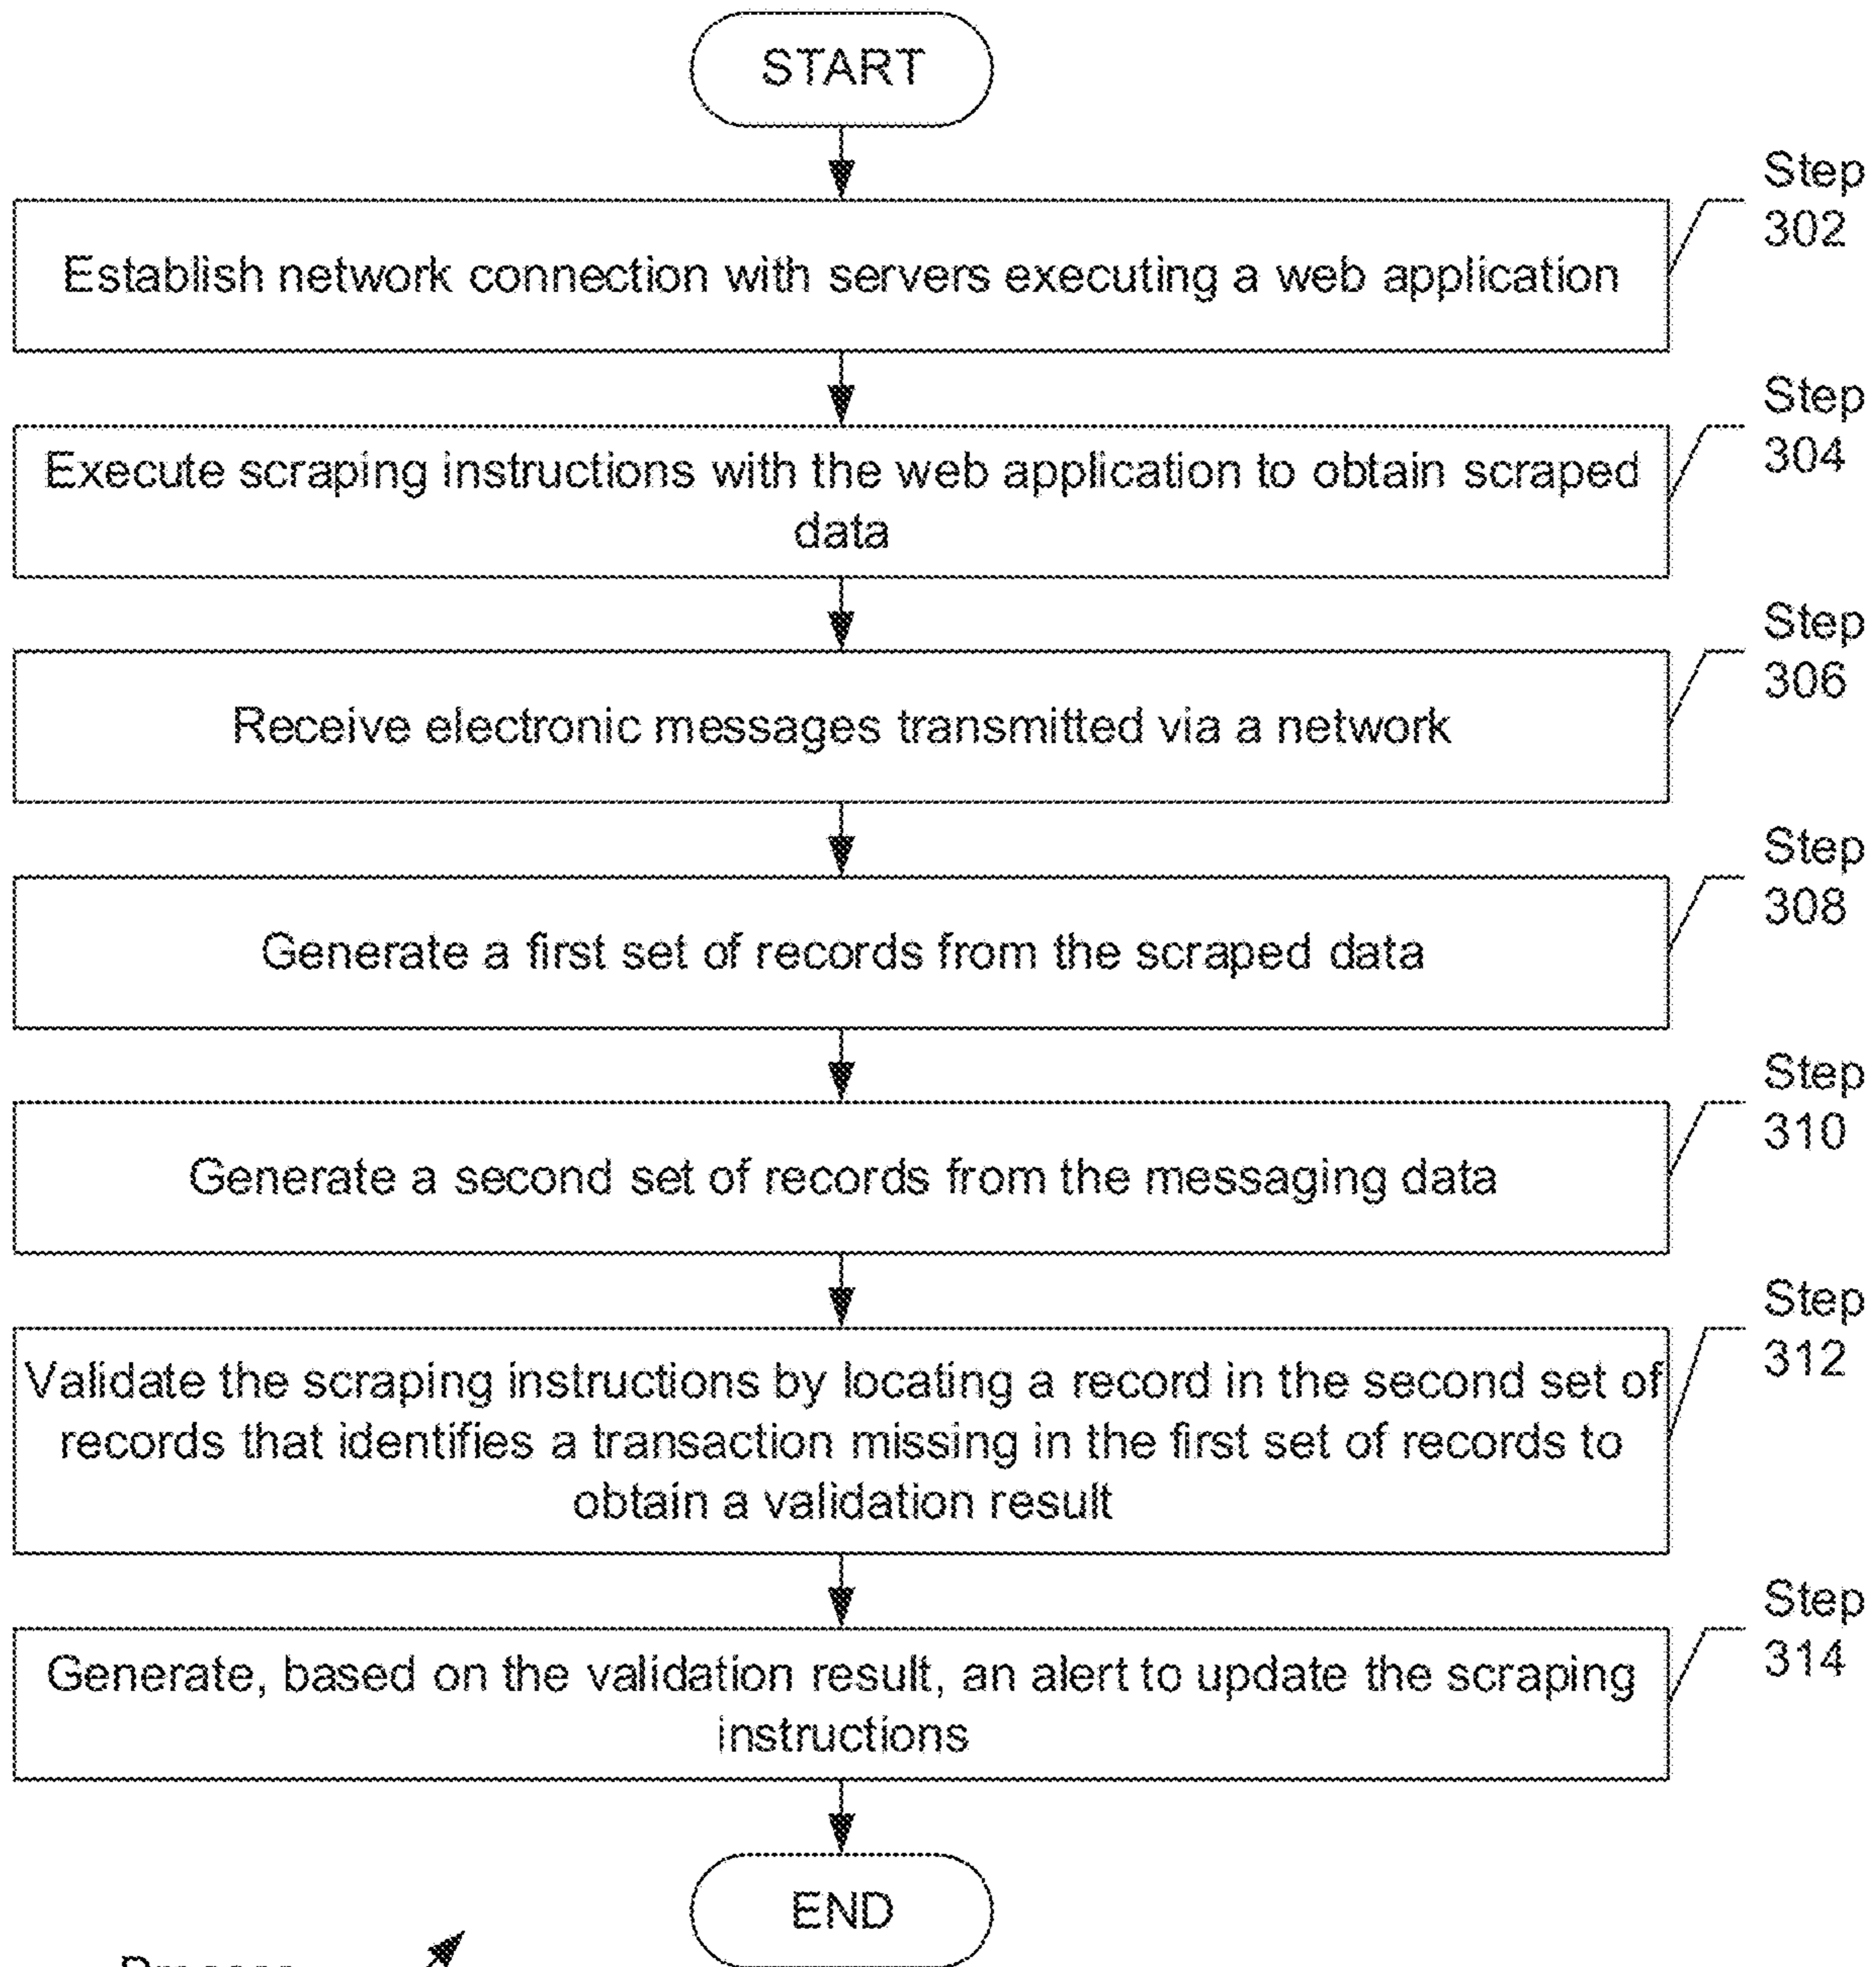 START
Step
302
Establish network connection with servers executing a web application
Step
304
Execute scraping instructions with the web application to obtain scraped
data
Step
306
Receive electronic messages transmitted via a network
Step
308
Generate a first set of records from the scraped data
Step
310
Generate a second set of records from the messaging data
Step
312
Validate the scraping instructions by locating a record in the second set of
records that identifies a transaction missing in the first set of records to
obtain a validation result
Step
314
Generate, based on the validation result, an alert to update the scraping
instructions
END